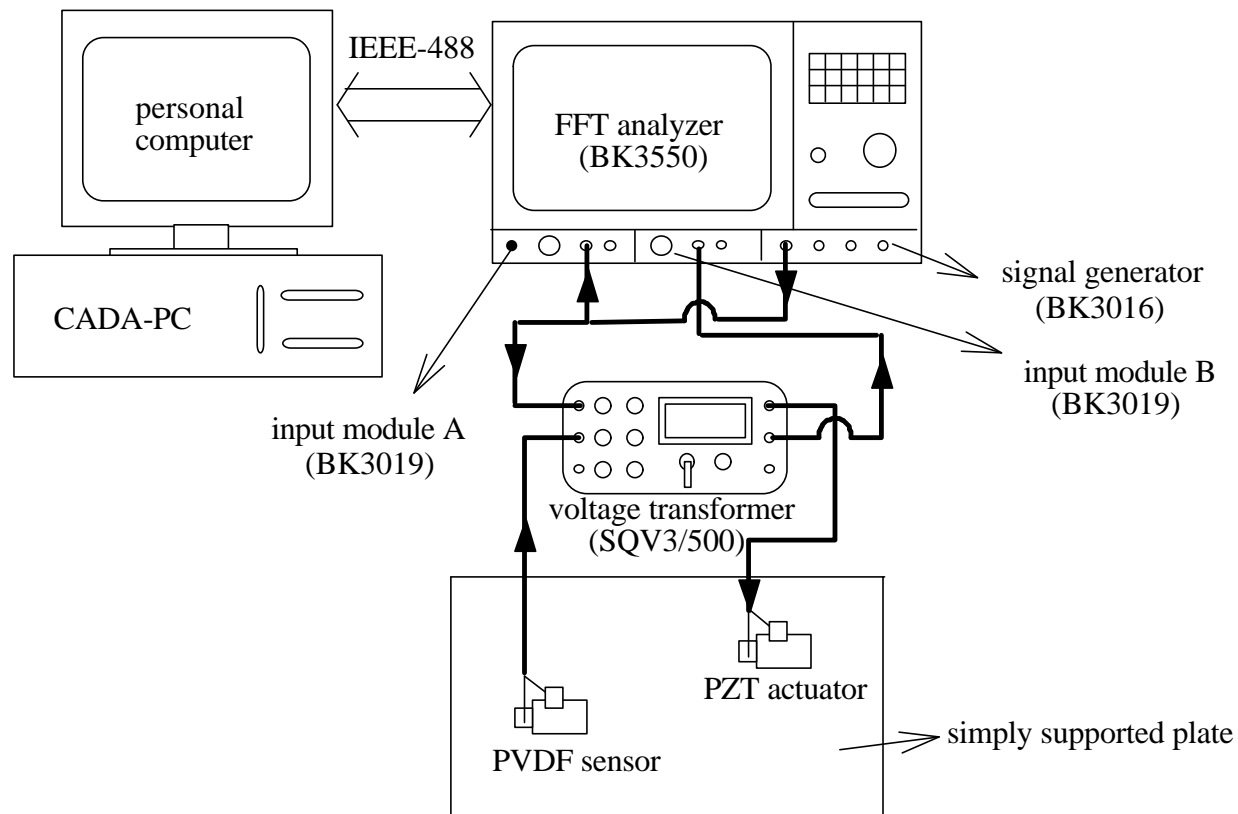 IEEE-488
personal
computer
FFT analyzer
(BK3550)
CADA-PC
signal generator
(BK3016)
input module B
(BK3019)
input module A
(BK3019)
voltage transformer
(SQV3/500)
PZT actuator
PVDF sensor
simply supported plate